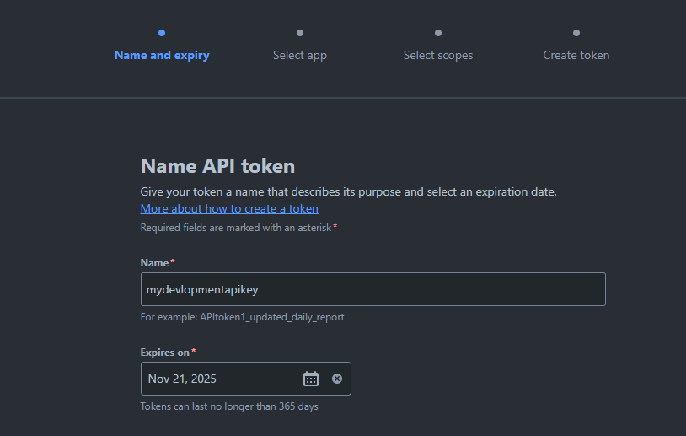 Name and expiry
Select app
Select scopes
Create token
Name API token
Give your token a name that describes its purpose and select an expiration date.
More about how to create a token
Required fields are marked with an asterisk *
Name *
mydevlopmentapikey
For example: APItoken1_updated_daily_report
Expires on *
Nov 21, 2025
Tokens can last no longer than 365 days